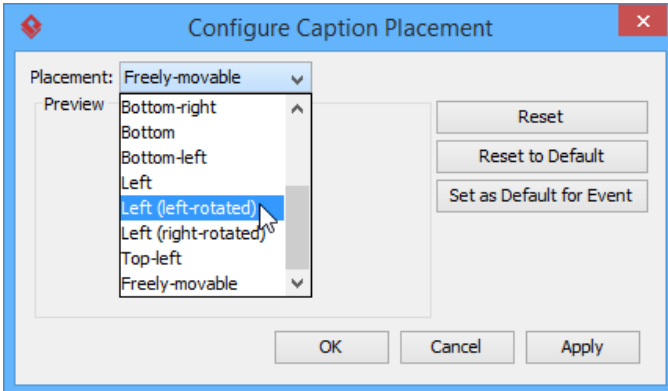 Configure Caption Placement
Placement: Freely-movable
Preview
Bottom-right
Bottom
Bottom-left
Left
Left (left-rotated)
Left (right-rotated)
Top-left
Freely-movable
Reset
Reset to Default
Set as Default for Event
OK Cancel Apply